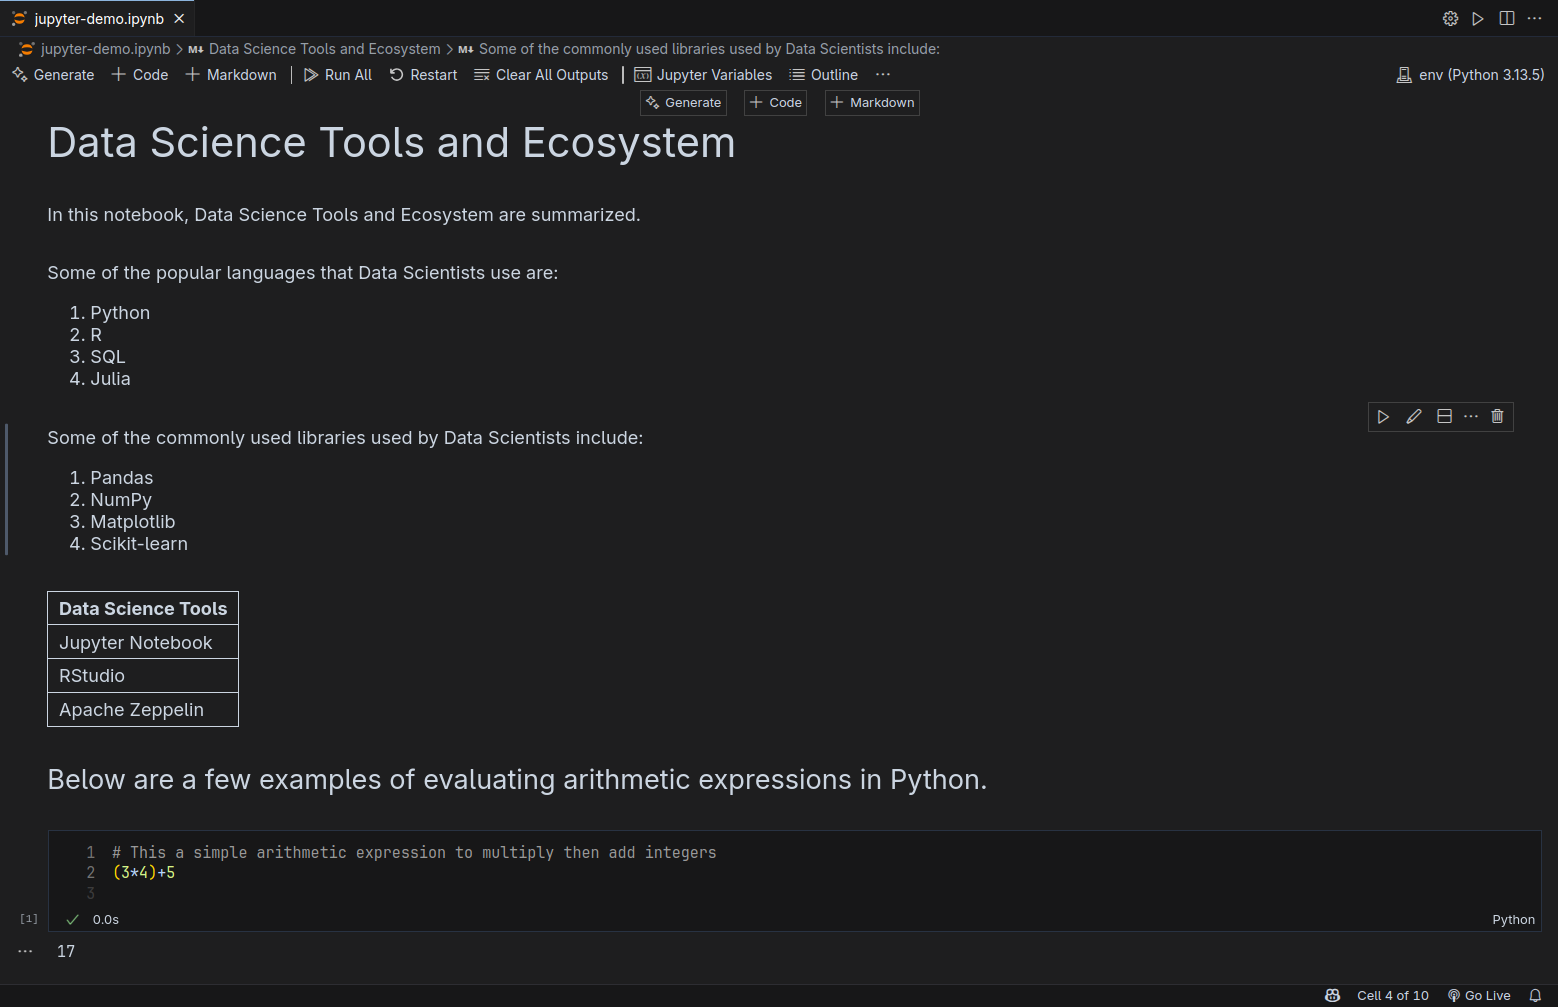 jupyter-demo.ipynb
jupyter-demo.ipynb > M↓ Data Science Tools and Ecosystem > M↓ Some of the commonly used libraries used by Data Scientists include:
Generate + Code + Markdown | Run All Restart Clear All Outputs | Jupyter Variables Outline ··· env (Python 3.13.5)
Generate + Code + Markdown
Data Science Tools and Ecosystem
In this notebook, Data Science Tools and Ecosystem are summarized.
Some of the popular languages that Data Scientists use are:
1. Python
2. R
3. SQL
4. Julia
Some of the commonly used libraries used by Data Scientists include:
1. Pandas
2. NumPy
3. Matplotlib
4. Scikit-learn
Data Science Tools
Jupyter Notebook
RStudio
Apache Zeppelin
Below are a few examples of evaluating arithmetic expressions in Python.
1 # This a simple arithmetic expression to multiply then add integers
2 (3*4)+5
3
[1] 0.0s Python
17
Cell 4 of 10 Go Live